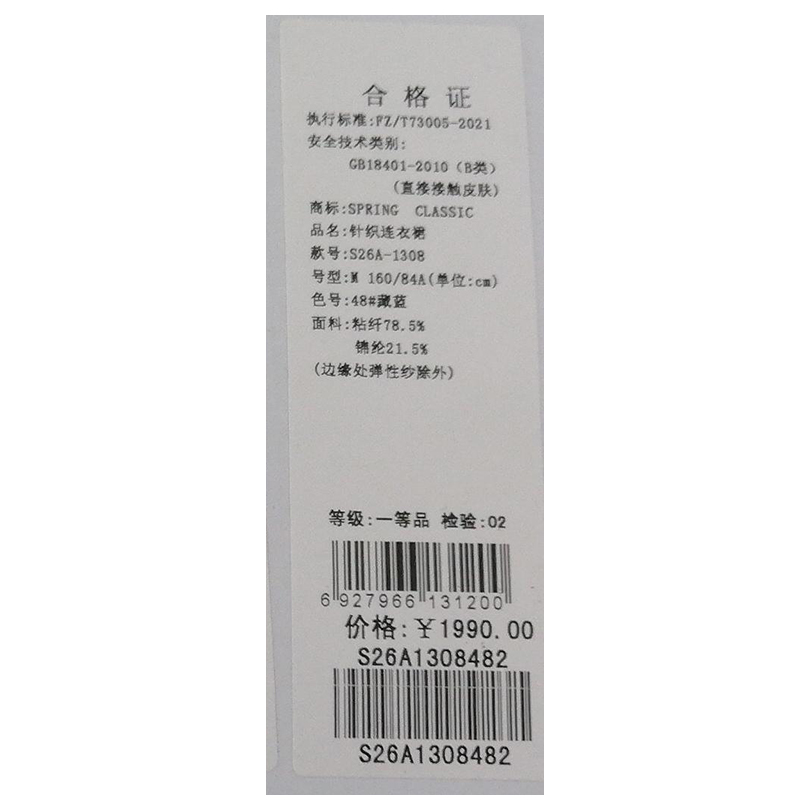 合格证
执行标准:FZ/T73005-2021
安全技术类别:
GB18401-2010(B类)
(直接接触皮肤)
商标:SPRING CLASSIC
品名:针织连衣裙
款号:S26A-1308
号型:M 160/84A(单位:cm)
色号:48#藏蓝
面料:粘纤78.5%
锦纶21.5%
(边缘处弹性纱除外)
等级:一等品 检验:02
6 927966 131200
价格:¥1990.00
S26A1308482
S26A1308482